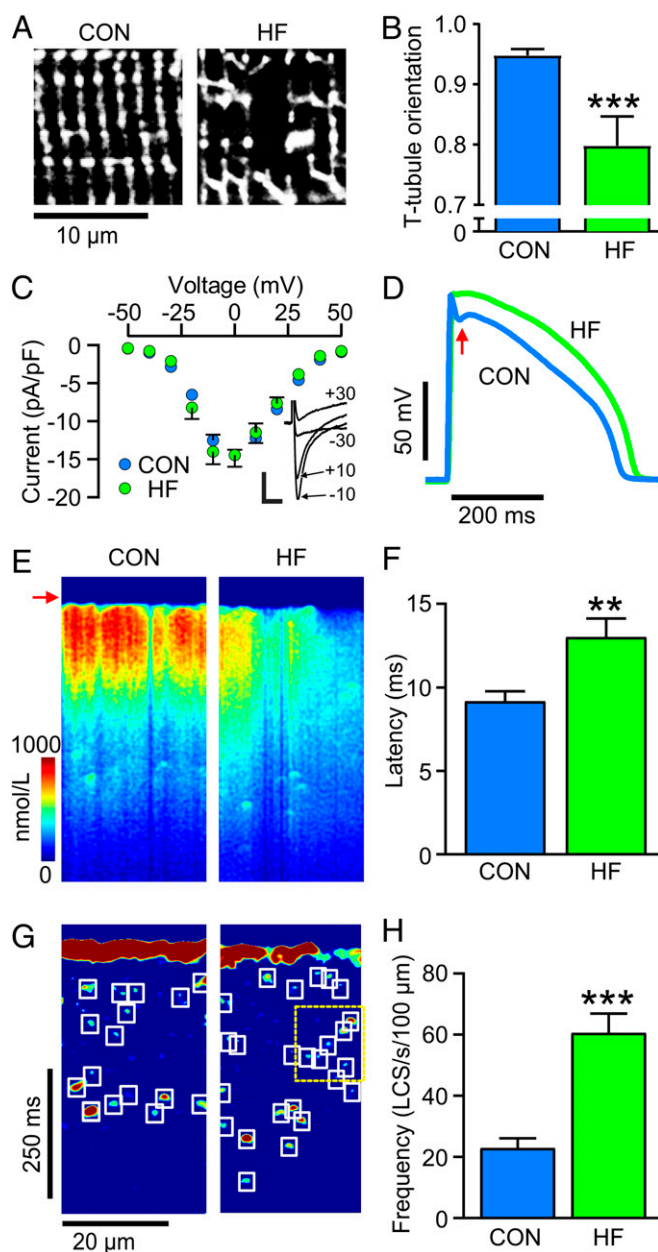 A
CON
HF
10 µm
B
T-tubule orientation
1.0
0.9
0.8
0.7
0
***
CON
HF
C
Voltage (mV)
-50
-25
0
25
50
Current (pA/pF)
0
-5
-10
-15
-20
CON
HF
+30
-30
+10
-10
D
HF
CON
50 mV
200 ms
E
CON
HF
1000
nmol/L
0
F
Latency (ms)
15
10
5
0
**
CON
HF
G
250 ms
20 µm
H
Frequency (LCS/s/100 µm)
80
60
40
20
0
***
CON
HF